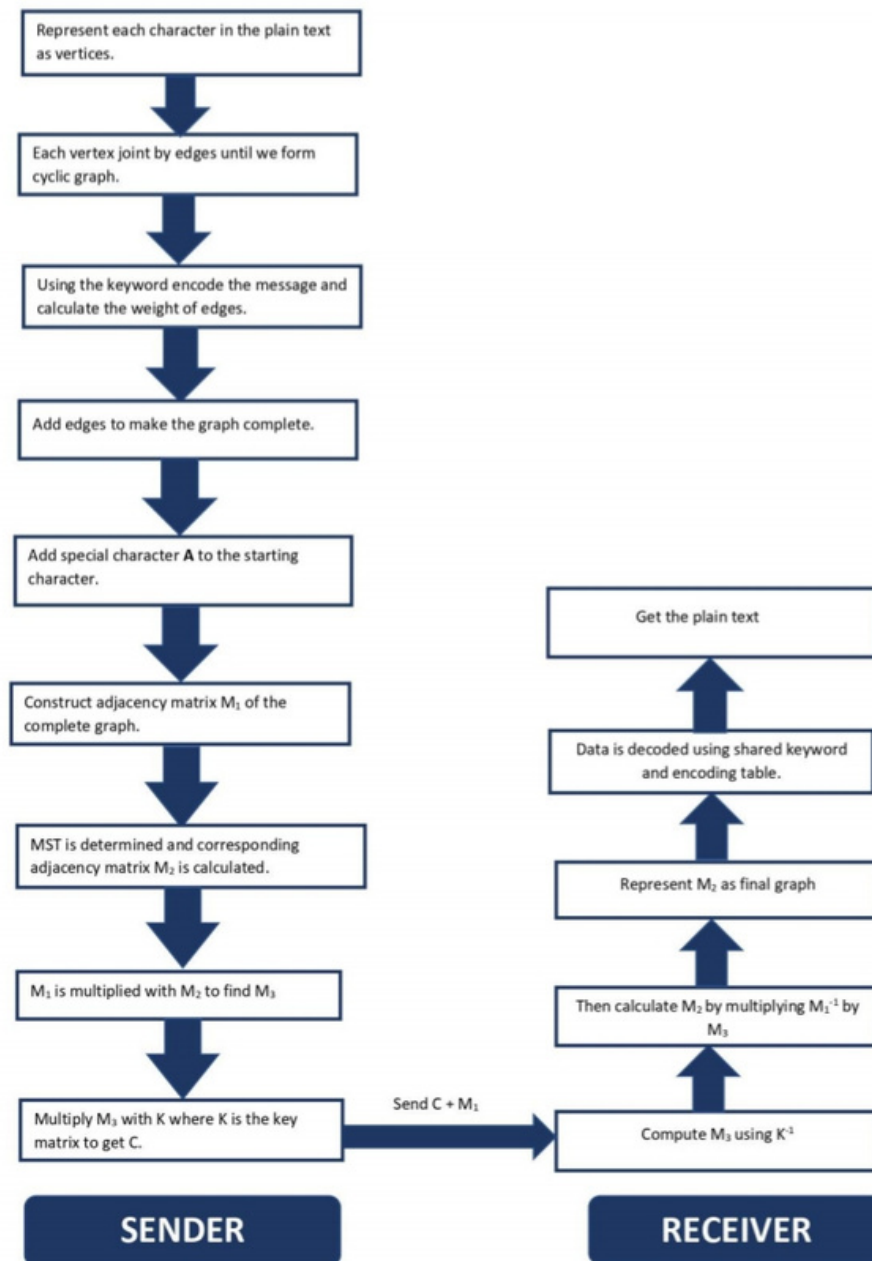 Represent each character in the plain text
as vertices.
Each vertex joint by edges until we form
cyclic graph.
Using the keyword encode the message and
calculate the weight of edges.
Add edges to make the graph complete.
Add special character A to the starting
character.
Construct adjacency matrix M₁ of the
complete graph.
MST is determined and corresponding
adjacency matrix M₂ is calculated.
M₁ is multiplied with M₂ to find M₃
Multiply M₃ with K where K is the key
matrix to get C.
SENDER
Send C + M₁
Get the plain text
Data is decoded using shared keyword
and encoding table.
Represent M₂ as final graph
Then calculate M₂ by multiplying M₁⁻¹ by
M₃
Compute M₃ using K⁻¹
RECEIVER